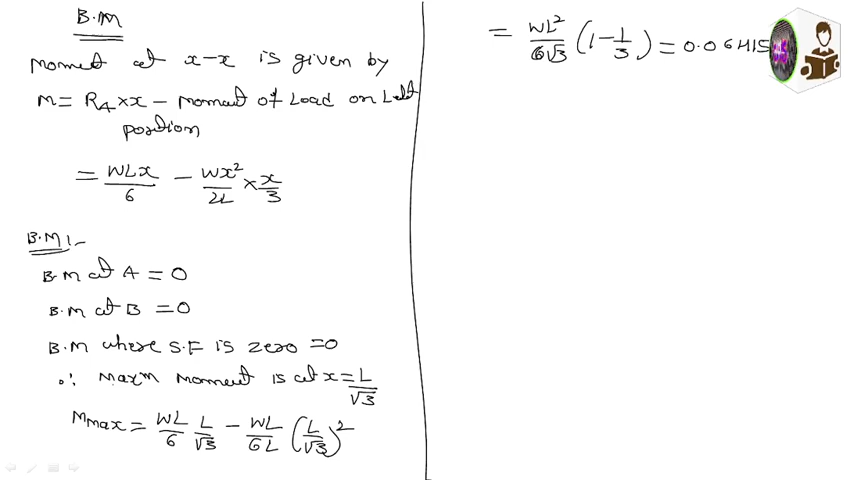 B.M
Moment at x-x is given by
M = R_A × x - Moment of Load on Left
portion
= WLx/6 - Wx²/2L × x/3
B.M :-
B.M at A = 0
B.M at B = 0
B.M where S.F is zero = 0
∴ Maxm Moment is at x = L/√3
M max = WL/6 L/√3 - WL/6L (L/√3)²
= WL²/6√3 (1 - 1/3) = 0.06415